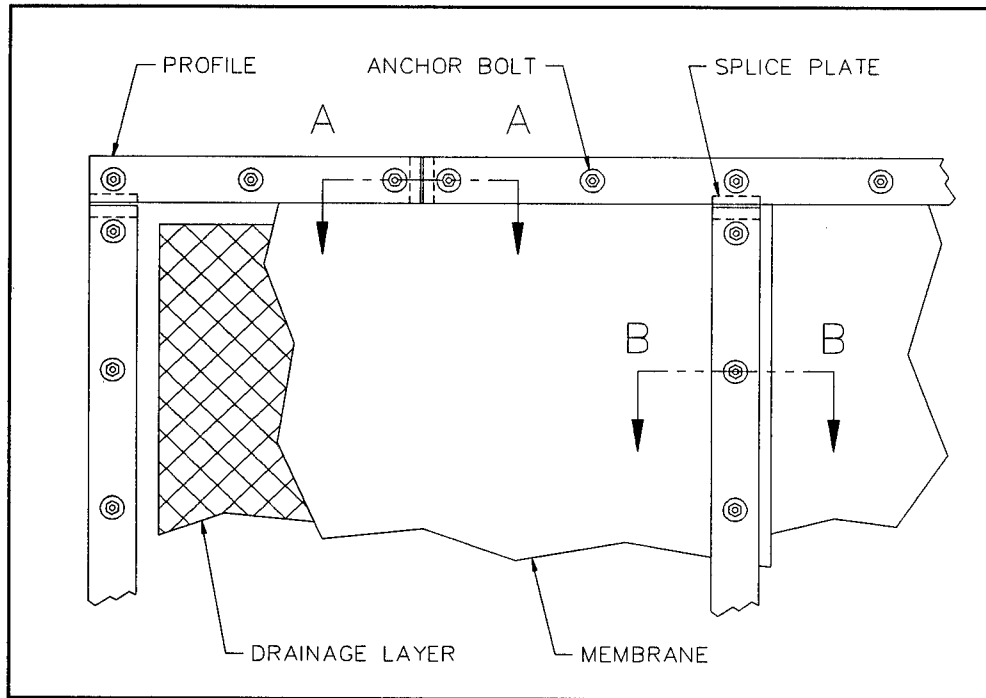 PROFILE
ANCHOR BOLT
SPLICE PLATE
A
A
B
B
DRAINAGE LAYER
MEMBRANE